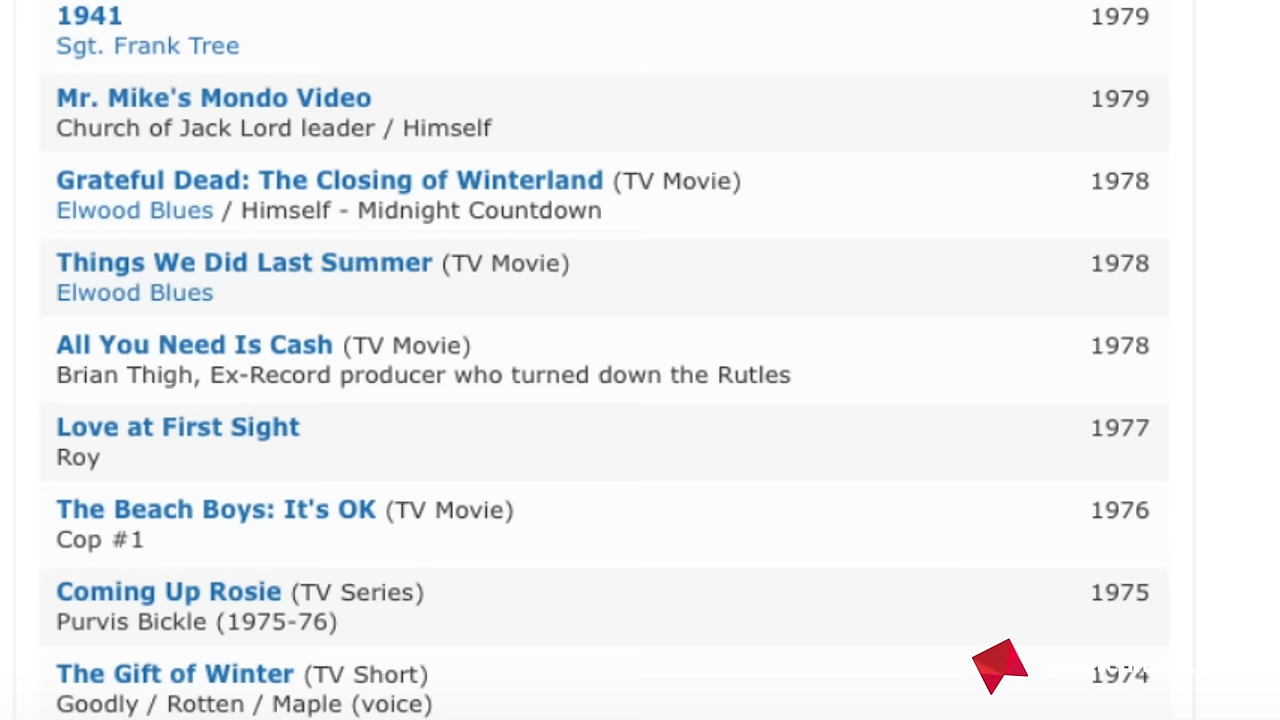 1941 1979
Sgt. Frank Tree
Mr. Mike's Mondo Video 1979
Church of Jack Lord leader / Himself
Grateful Dead: The Closing of Winterland (TV Movie) 1978
Elwood Blues / Himself - Midnight Countdown
Things We Did Last Summer (TV Movie) 1978
Elwood Blues
All You Need Is Cash (TV Movie) 1978
Brian Thigh, Ex-Record producer who turned down the Rutles
Love at First Sight 1977
Roy
The Beach Boys: It's OK (TV Movie) 1976
Cop #1
Coming Up Rosie (TV Series) 1975
Purvis Bickle (1975-76)
The Gift of Winter (TV Short) 1974
Goodly / Rotten / Maple (voice)